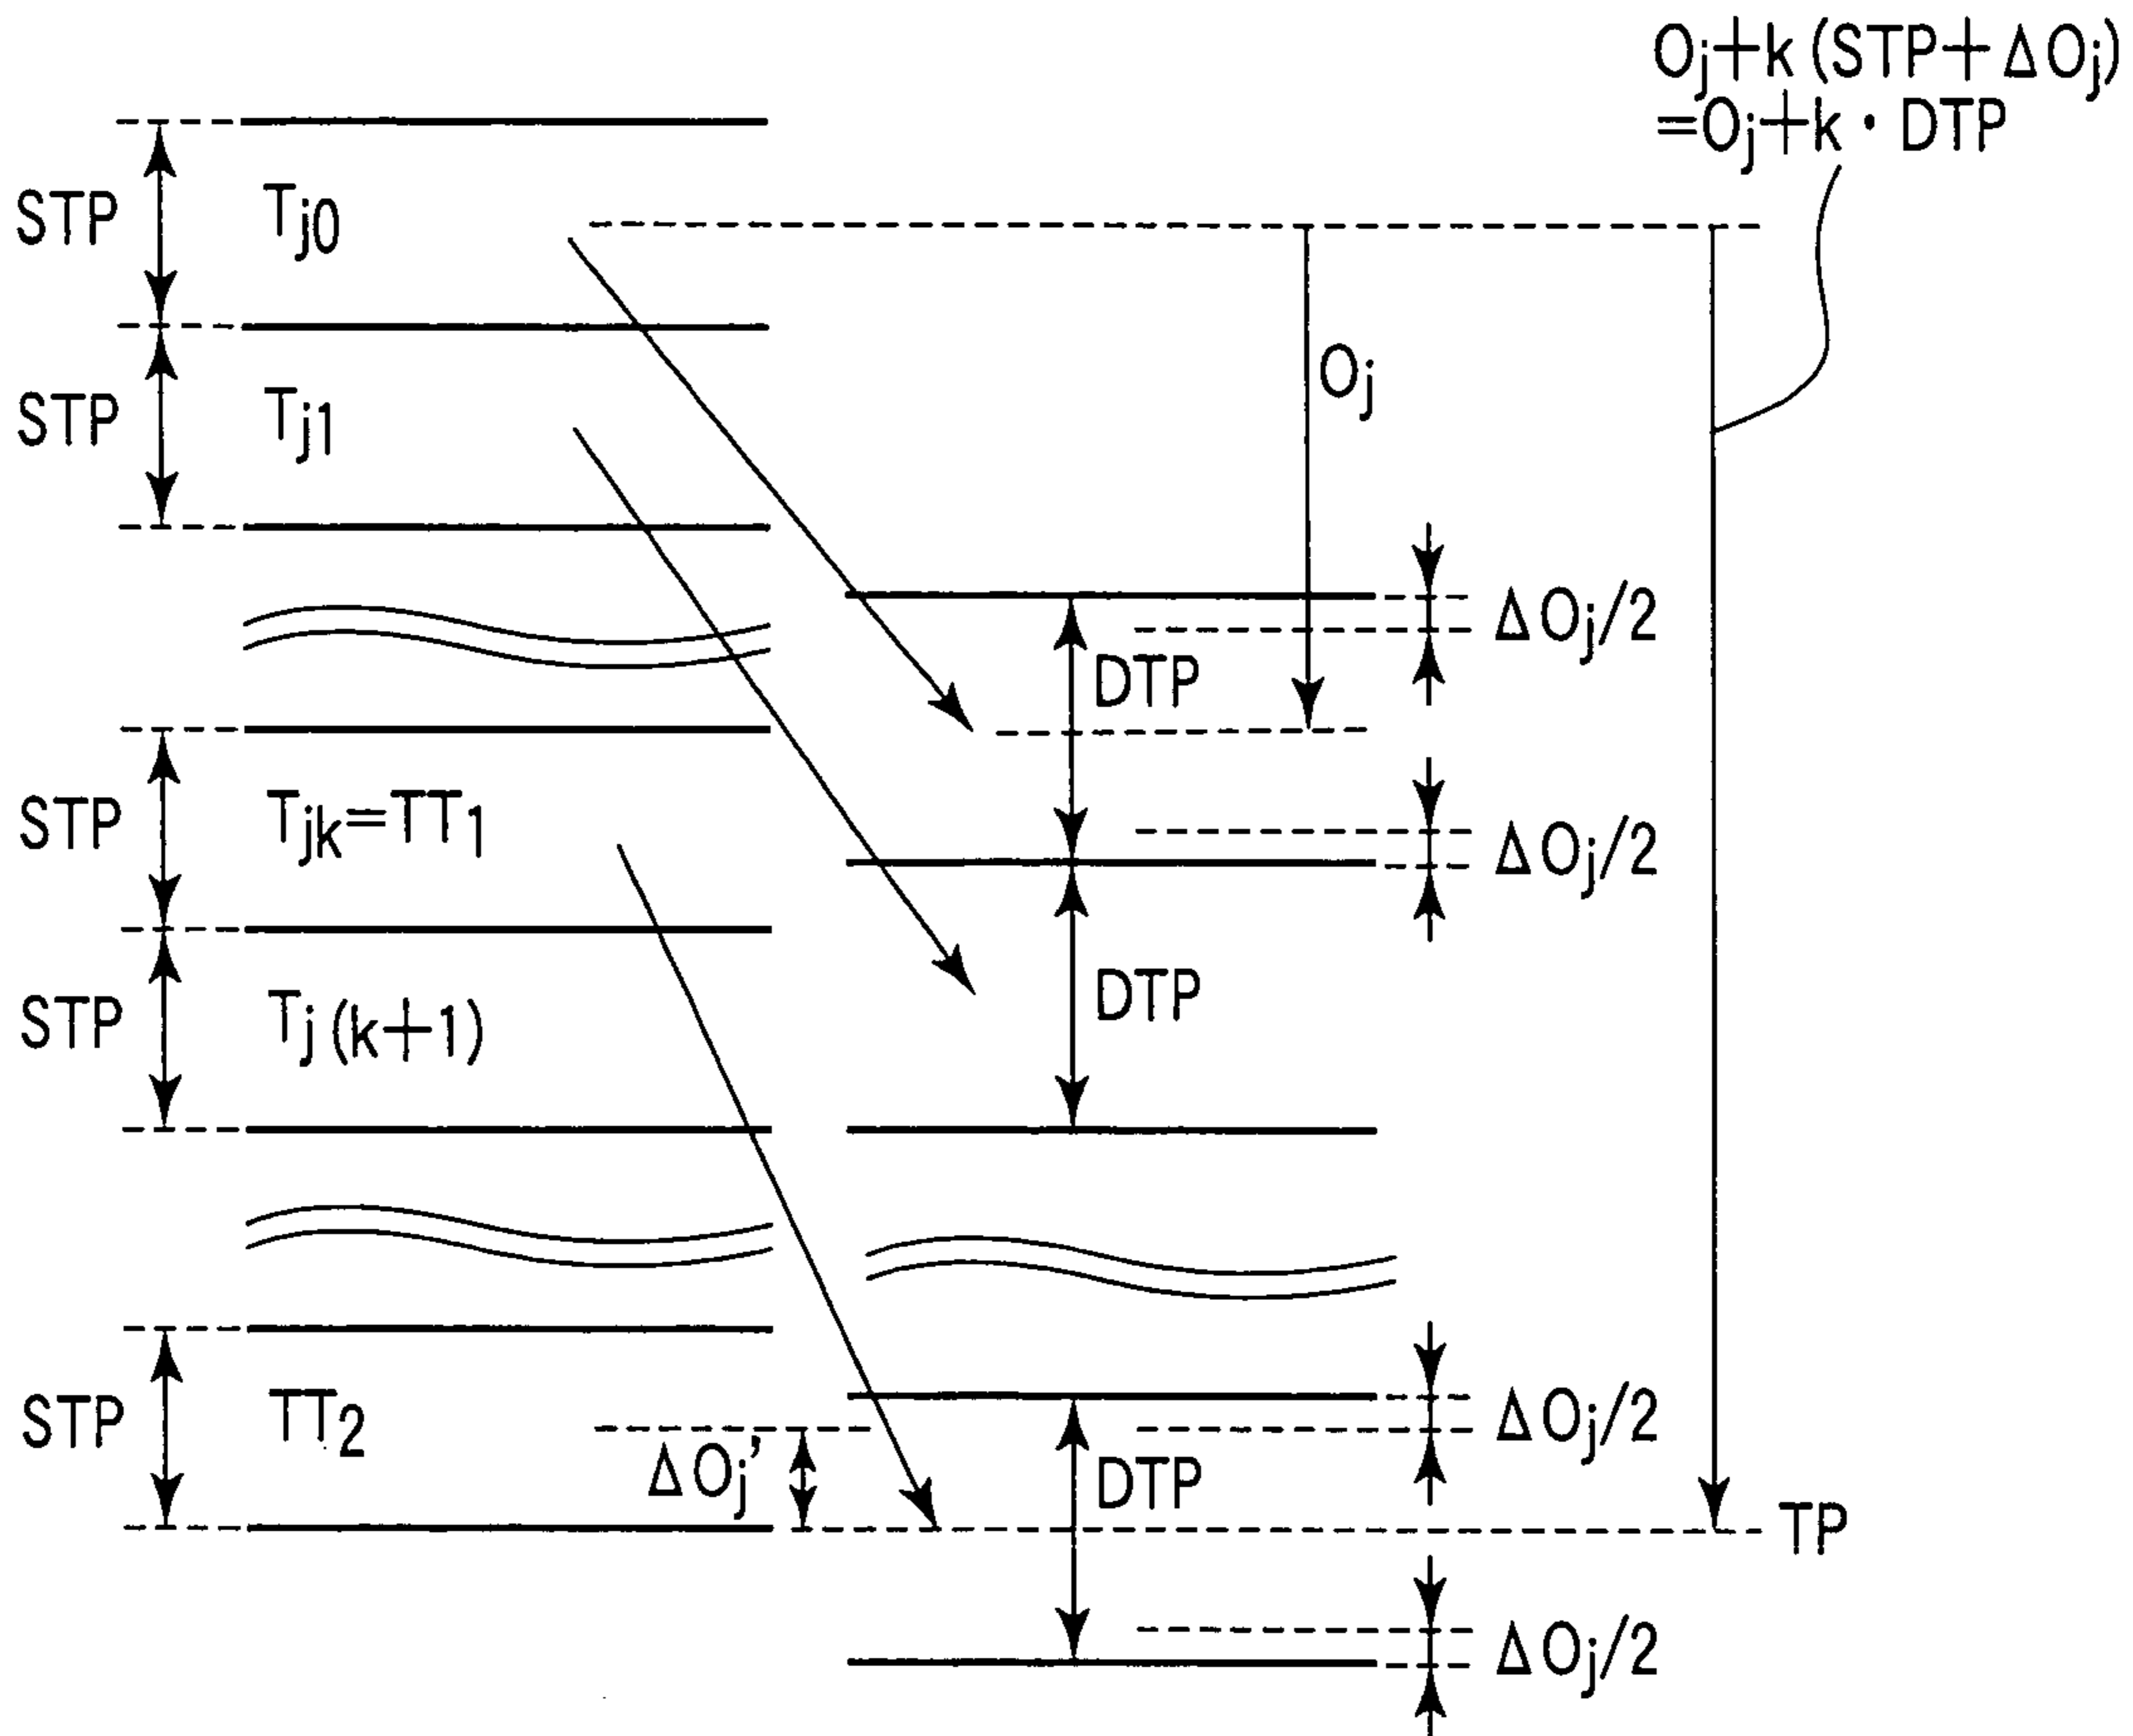 Oj+k(STP+ΔOj)
=Oj+k・DTP
STP
Tj0
STP
Tj1
Oj
ΔOj/2
DTP
STP
Tjk=TT1
ΔOj/2
STP
Tj(k+1)
DTP
STP
TT2
ΔOj'
DTP
ΔOj/2
TP
ΔOj/2